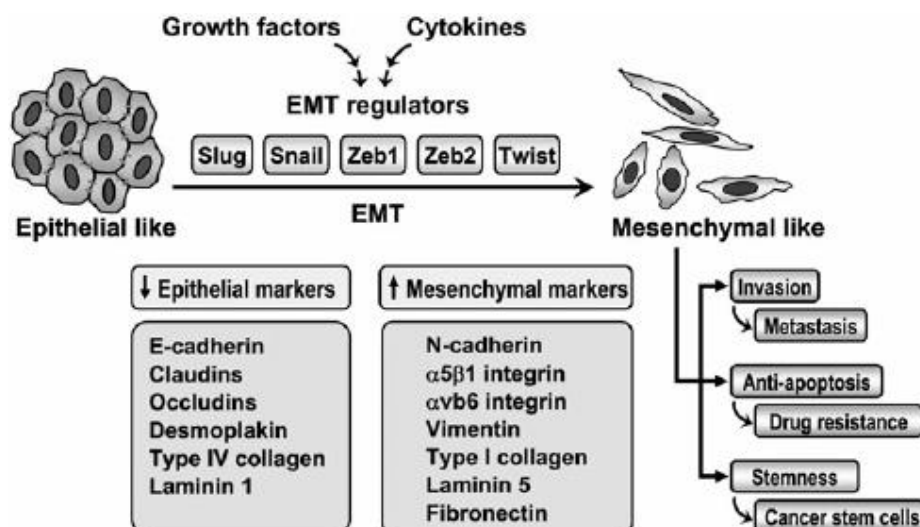 Growth factors
Cytokines
EMT regulators
Slug
Snail
Zeb1
Zeb2
Twist
EMT
Epithelial like
Mesenchymal like
↓ Epithelial markers
E-cadherin
Claudins
Occludins
Desmoplakin
Type IV collagen
Laminin 1
↑ Mesenchymal markers
N-cadherin
α5β1 integrin
αvb6 integrin
Vimentin
Type I collagen
Laminin 5
Fibronectin
Invasion
Metastasis
Anti-apoptosis
Drug resistance
Stemness
Cancer stem cells